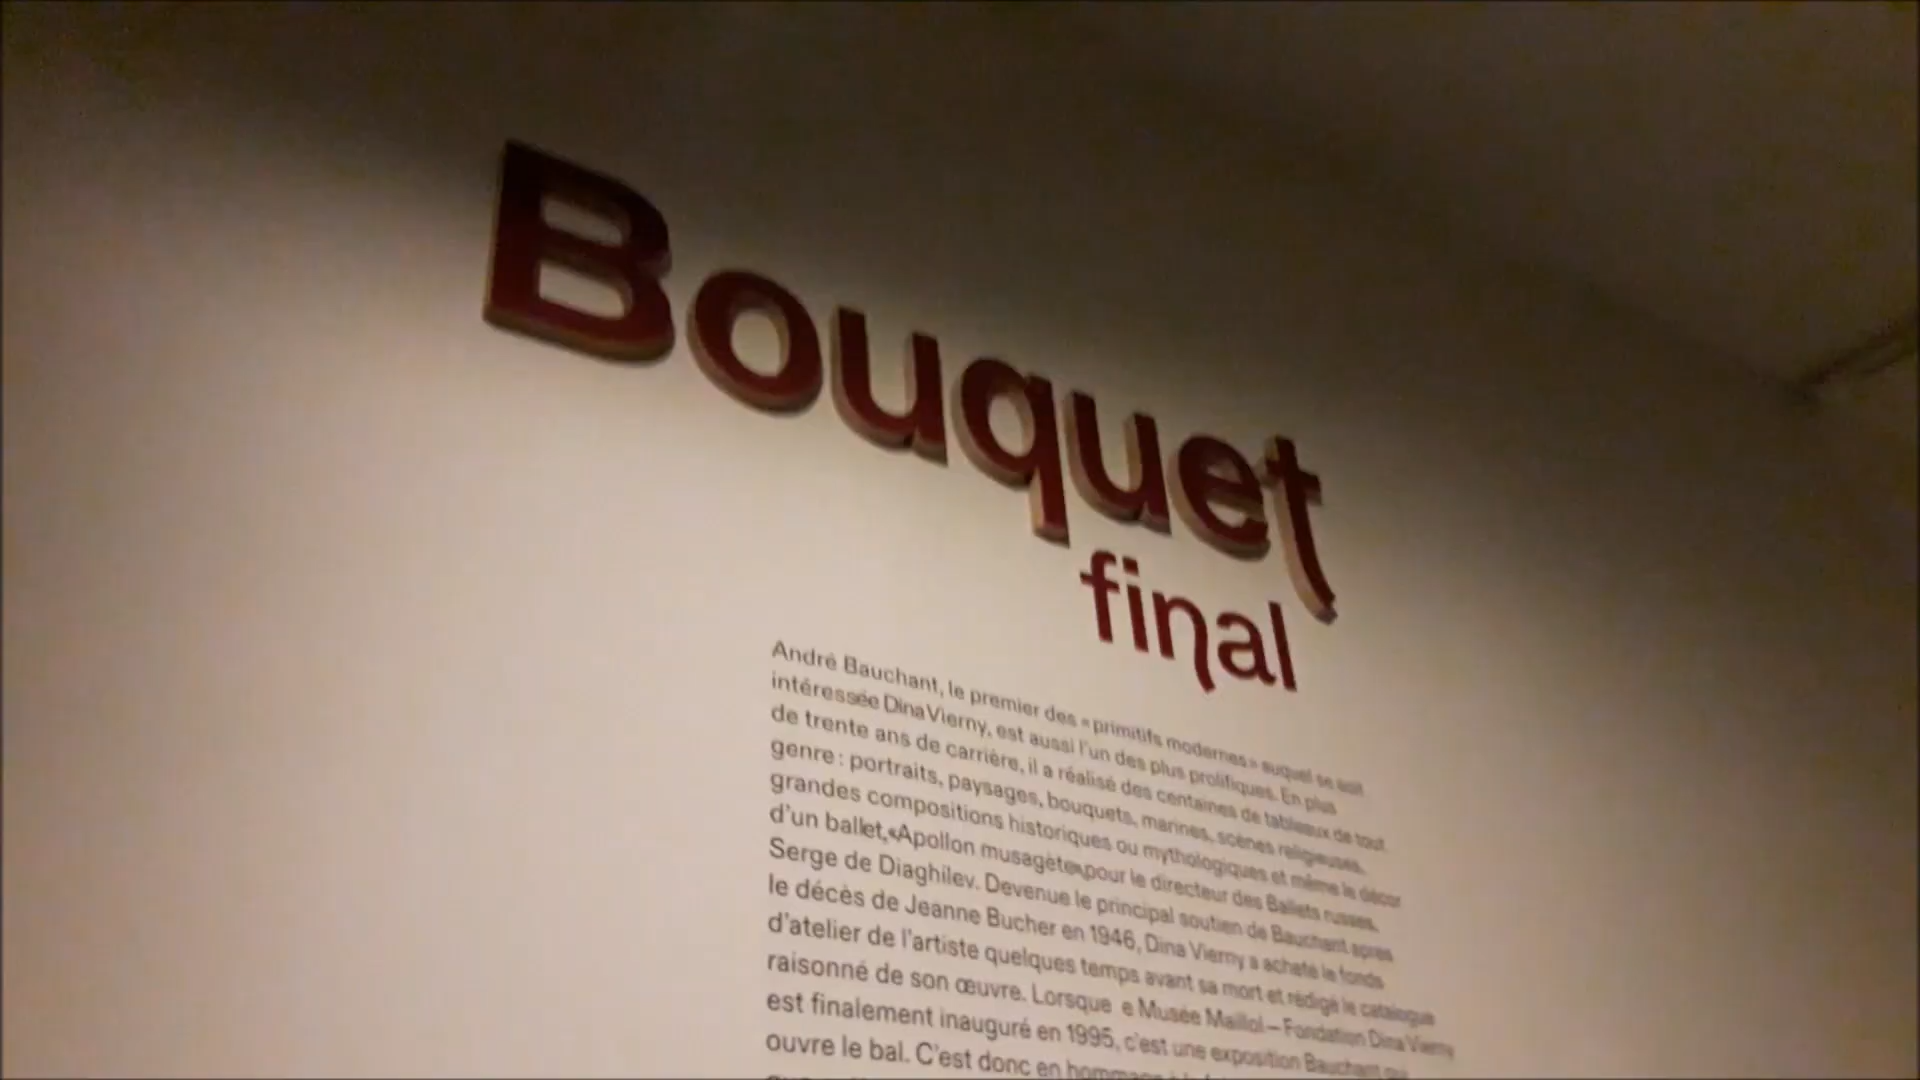 Bouquet
final
André Bauchant, le premier des « primitifs modernes » auquel se soit
intéressée Dina Vierny, est aussi l'un des plus prolifiques. En plus
de trente ans de carrière, il a réalisé des centaines de tableaux de tout
genre : portraits, paysages, bouquets, marines, scènes religieuses,
grandes compositions historiques ou mythologiques et même le décor
d'un ballet,«Apollon musagète»,pour le directeur des Ballets russes,
Serge de Diaghilev. Devenue le principal soutien de Bauchant après
le décès de Jeanne Bucher en 1946, Dina Vierny a acheté le fonds
d'atelier de l'artiste quelques temps avant sa mort et rédigé le catalogue
raisonné de son œuvre. Lorsque e Musée Maillol – Fondation Dina Vierny
est finalement inauguré en 1995, c'est une exposition Bauchant qui
ouvre le bal. C'est donc en hommage